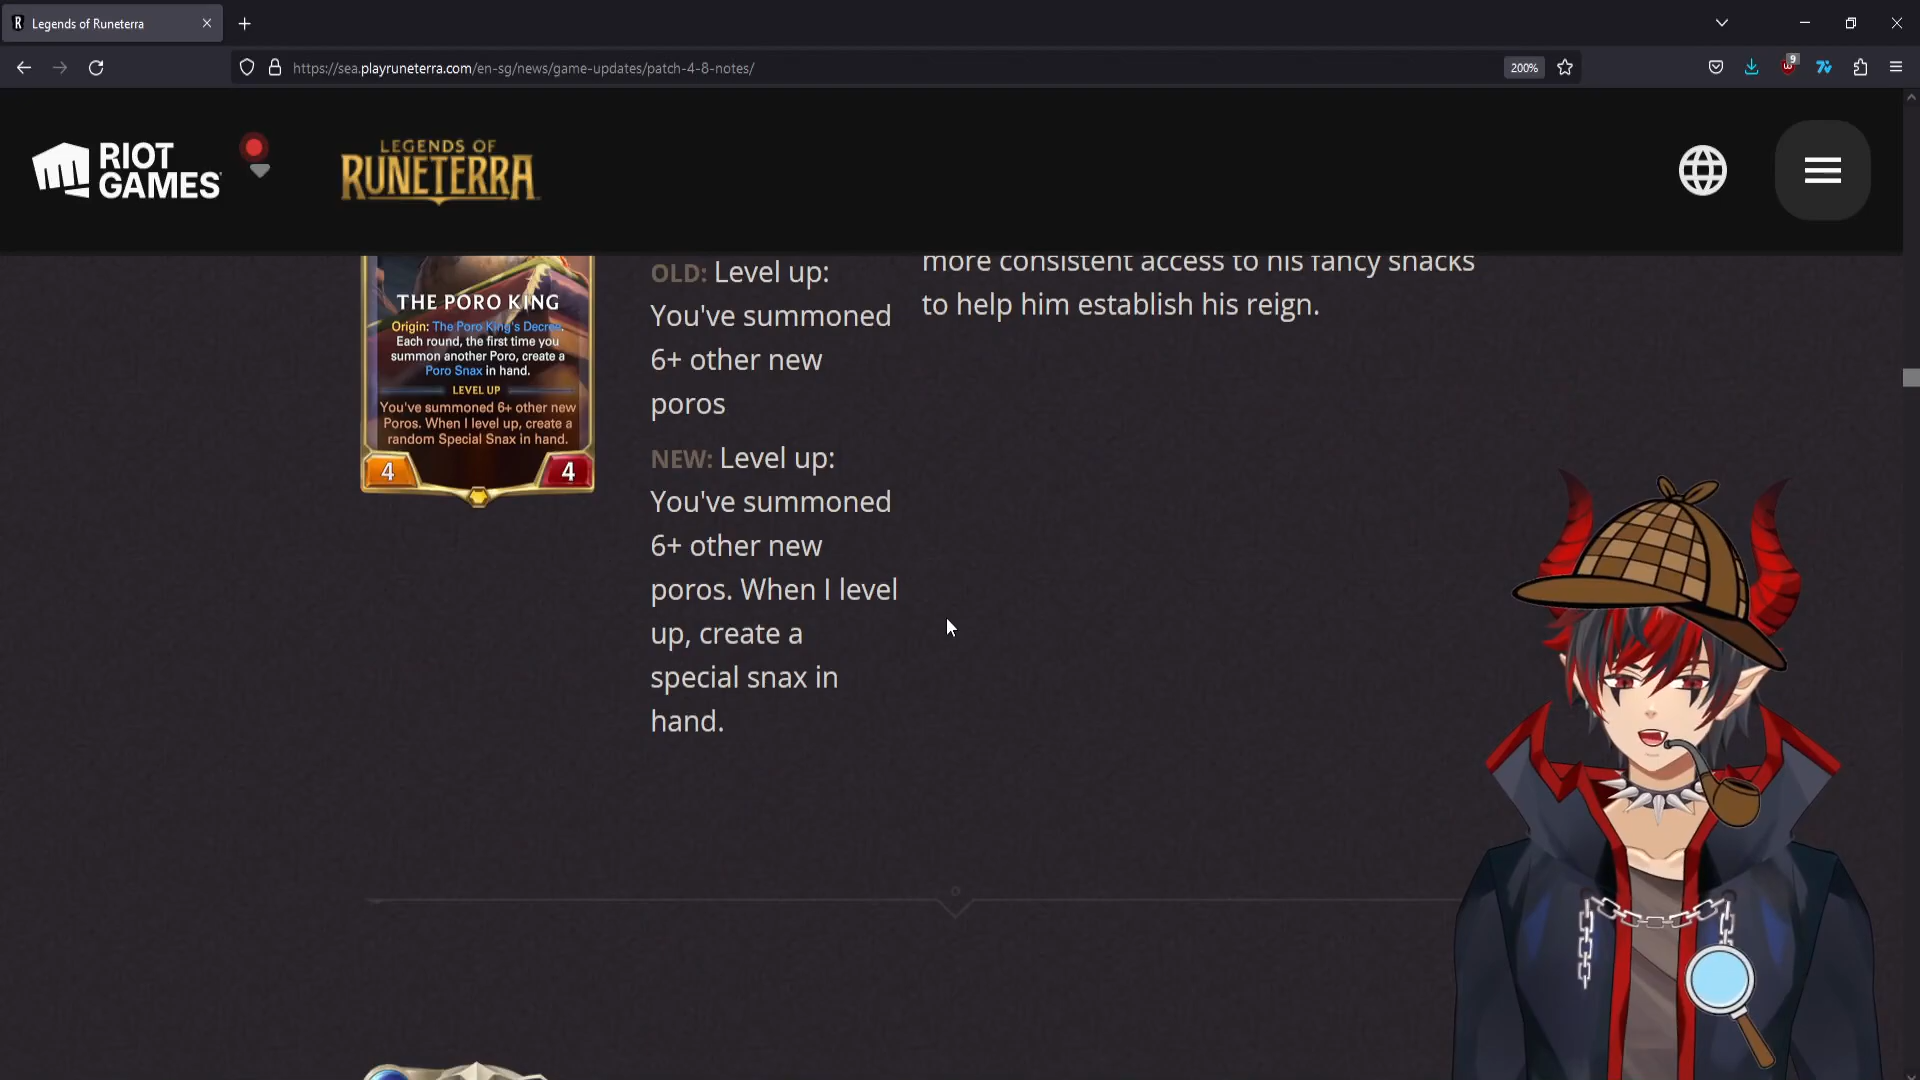 Legends of Runeterra
https://sea.playruneterra.com/en-sg/news/game-updates/patch-4-8-notes/
200%
9
RIOT
GAMES
LEGENDS OF
RUNETERRA
THE PORO KING
Origin: The Poro King's Decree.
Each round, the first time you
summon another Poro, create a
Poro Snax in hand.
LEVEL UP
You've summoned 6+ other new
Poros. When I level up, create a
random Special Snax in hand.
4
4
OLD: Level up:
You've summoned
6+ other new
poros
NEW: Level up:
You've summoned
6+ other new
poros. When I level
up, create a
special snax in
hand.
more consistent access to his fancy snacks
to help him establish his reign.